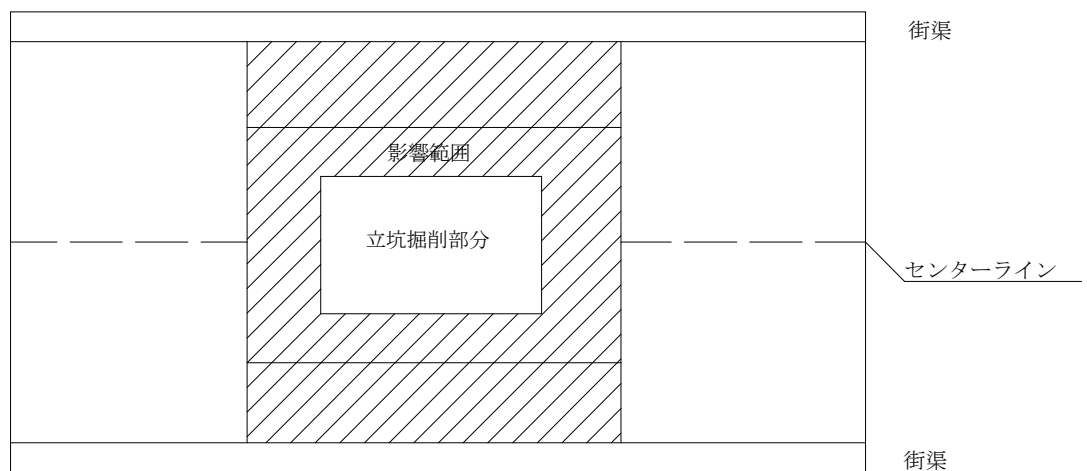 街渠
影響範囲
立坑掘削部分
センターライン
街渠